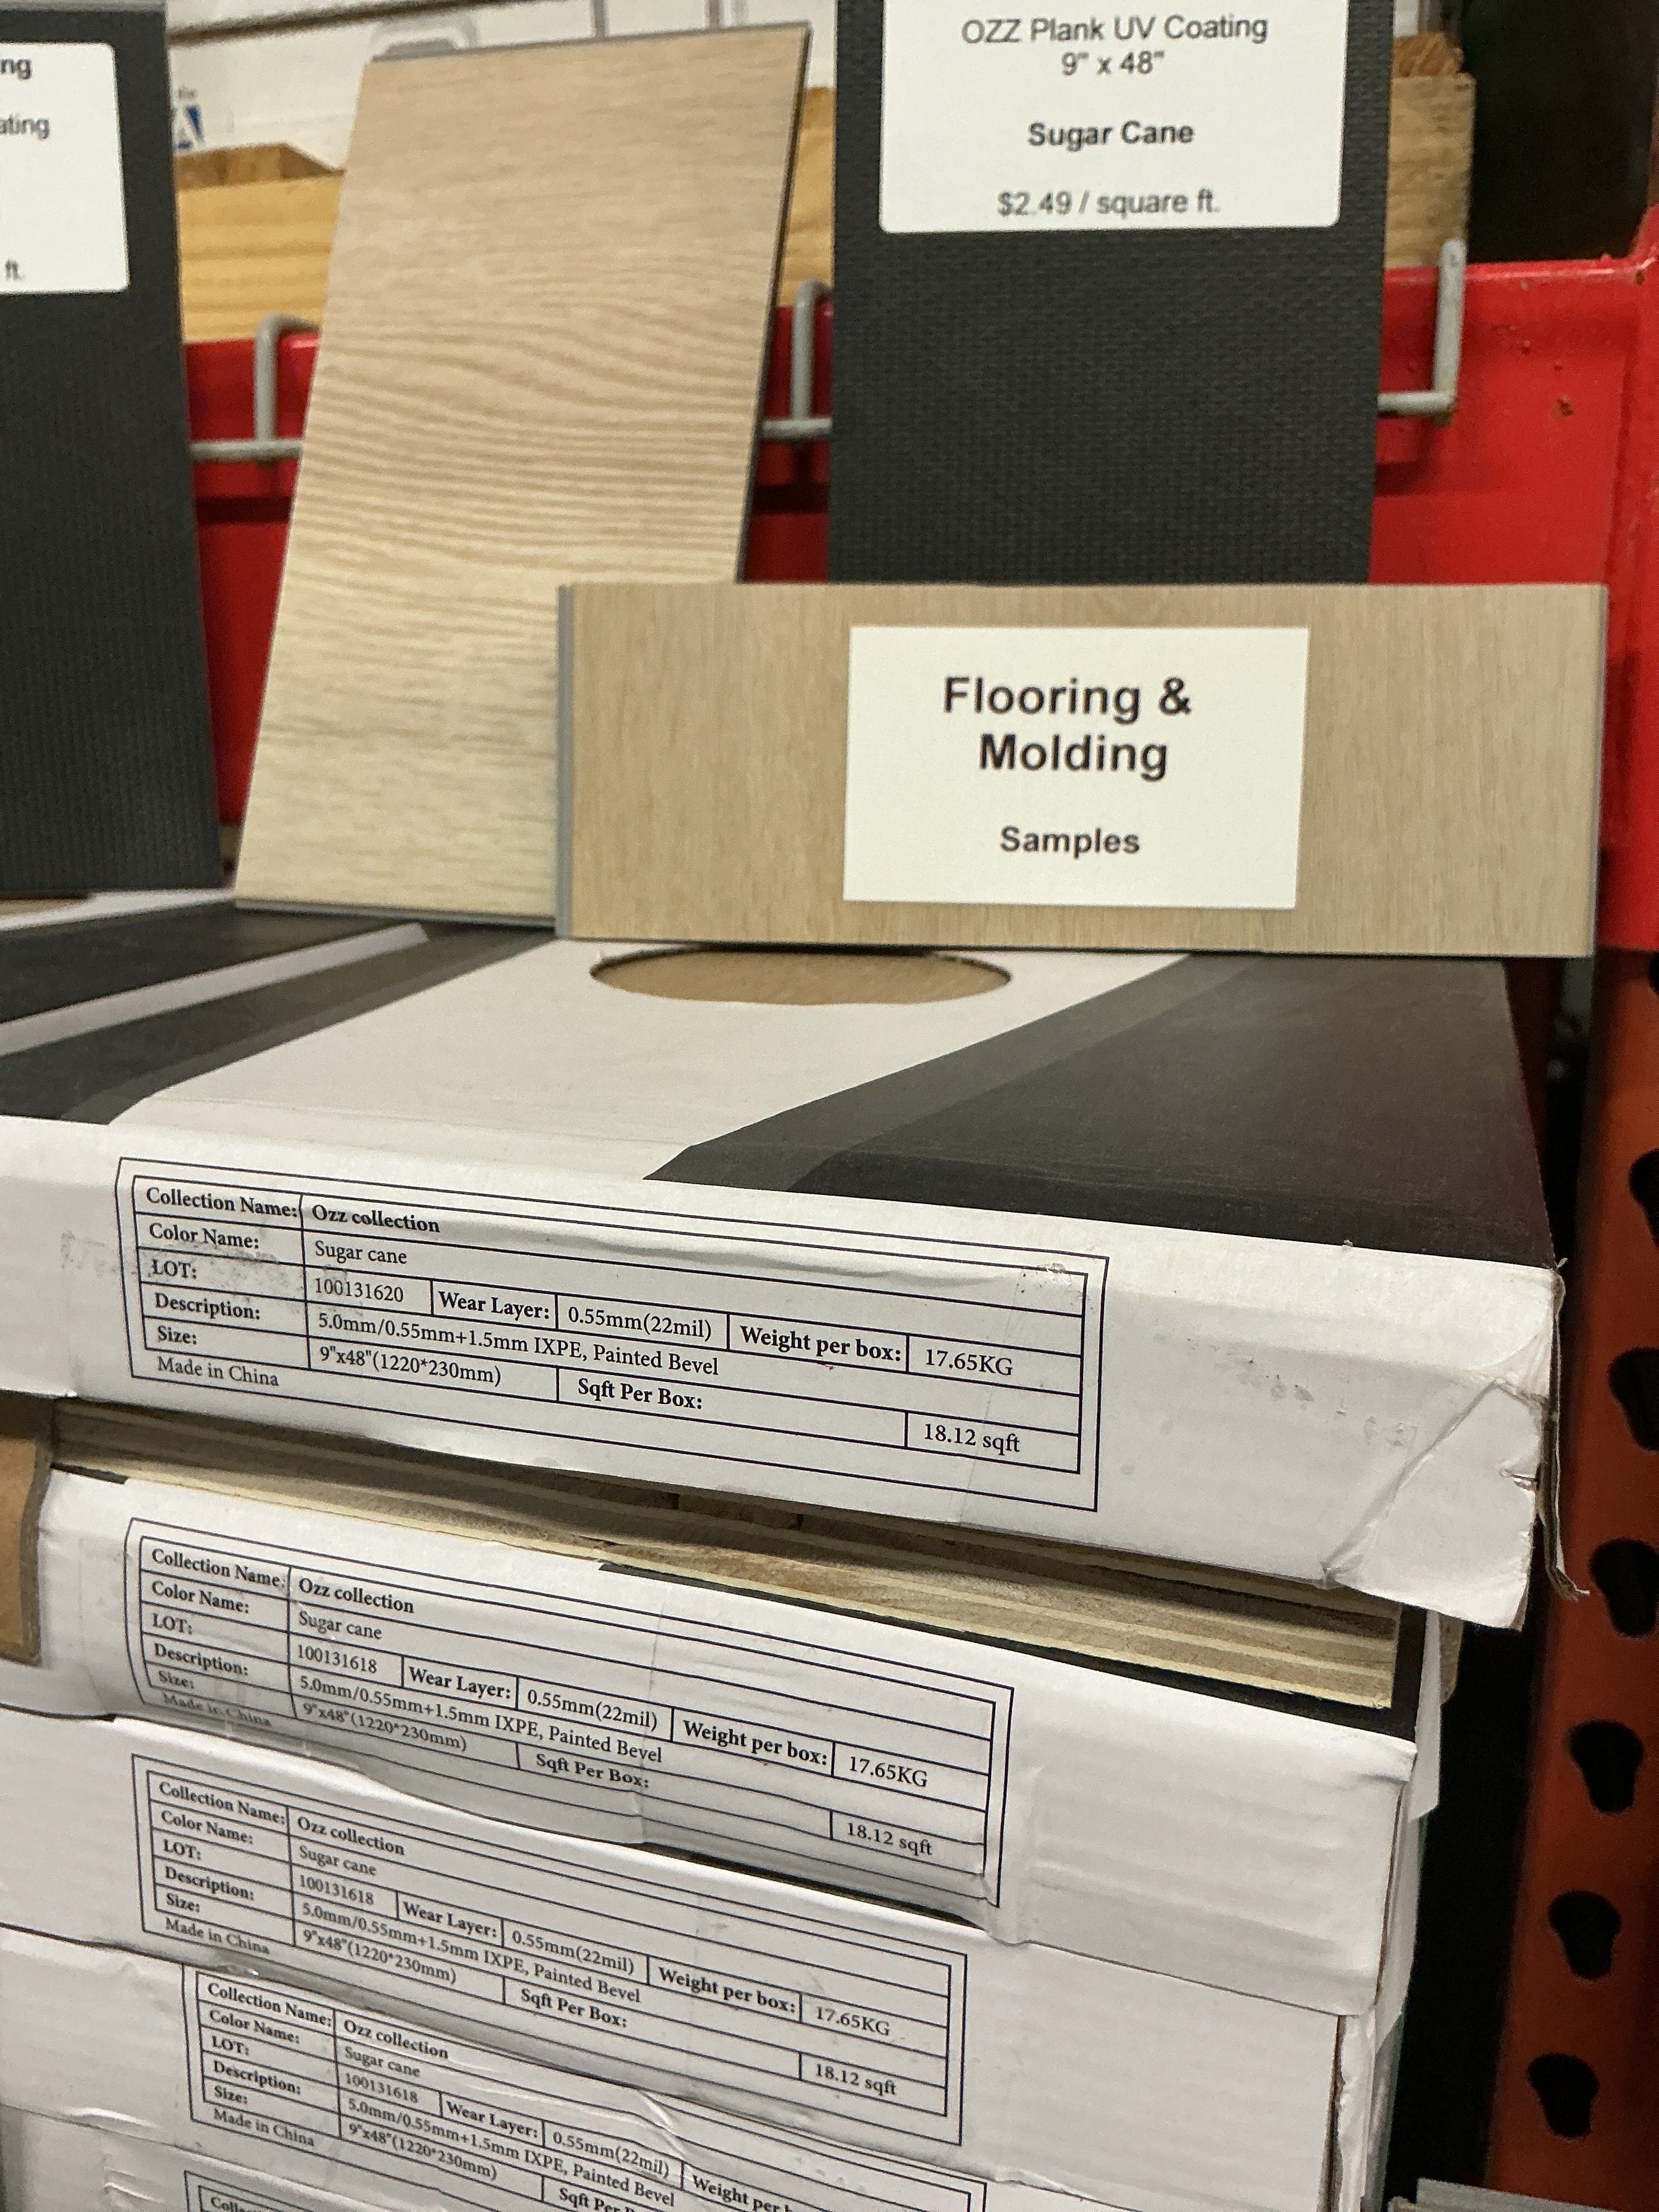 ng
ating
ft.
OZZ Plank UV Coating
9" x 48"
Sugar Cane
$2.49 / square ft.
Flooring &
Molding
Samples
Collection Name: Ozz collection
Color Name: Sugar cane
LOT: 100131620 Wear Layer: 0.55mm(22mil) Weight per box: 17.65KG
Description: 5.0mm/0.55mm+1.5mm IXPE, Painted Bevel
Size: 9"x48"(1220*230mm) Sqft Per Box: 18.12 sqft
Made in China
Collection Name: Ozz collection
Color Name: Sugar cane
LOT: 100131618 Wear Layer: 0.55mm(22mil) Weight per box: 17.65KG
Description: 5.0mm/0.55mm+1.5mm IXPE, Painted Bevel
Size: 9"x48"(1220*230mm) Sqft Per Box: 18.12 sqft
Made in China
Collection Name: Ozz collection
Color Name: Sugar cane
LOT: 100131618 Wear Layer: 0.55mm(22mil) Weight per box: 17.65KG
Description: 5.0mm/0.55mm+1.5mm IXPE, Painted Bevel
Size: 9"x48"(1220*230mm) Sqft Per Box: 18.12 sqft
Made in China
Collection Name: Ozz collection
Color Name: Sugar cane
LOT: 100131618 Wear Layer: 0.55mm(22mil) Weight per b
Description: 5.0mm/0.55mm+1.5mm IXPE, Painted Bevel
Size: 9"x48"(1220*230mm) Sqft Per
Made in China
Colle